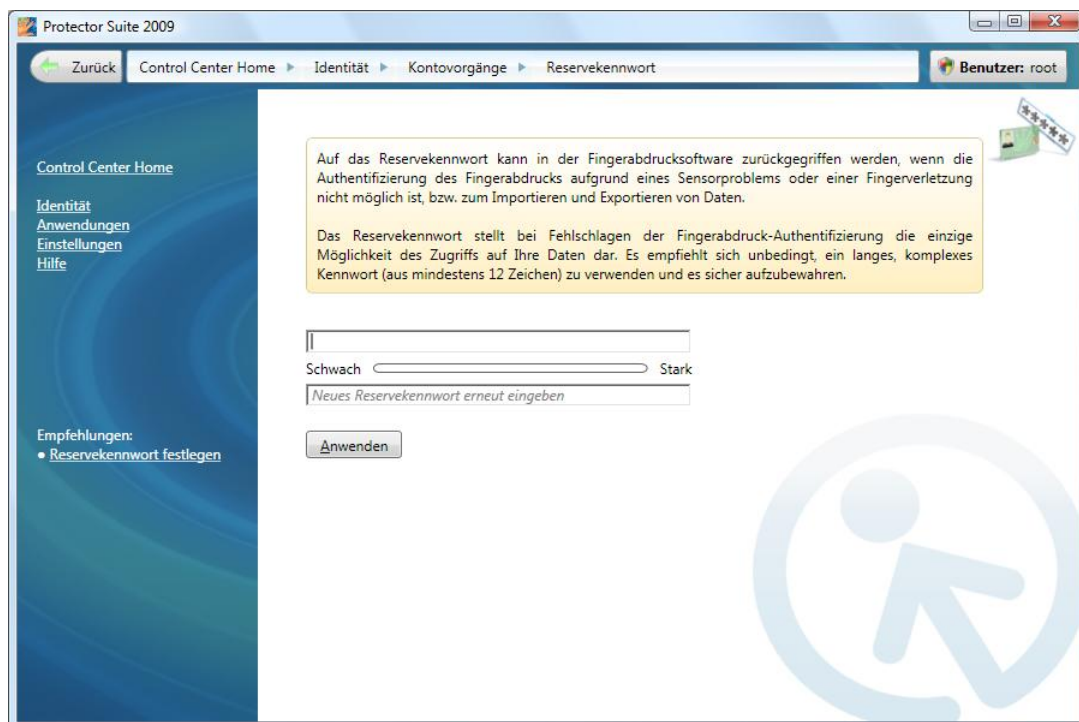 Protector Suite 2009
Zurück Control Center Home Identität Kontovorgänge Reservekennwort Benutzer: root
Control Center Home
Identität
Anwendungen
Einstellungen
Hilfe
Empfehlungen:
• Reservekennwort festlegen
*****
Auf das Reservekennwort kann in der Fingerabdrucksoftware zurückgegriffen werden, wenn die
Authentifizierung des Fingerabdrucks aufgrund eines Sensorproblems oder einer Fingerverletzung
nicht möglich ist, bzw. zum Importieren und Exportieren von Daten.
Das Reservekennwort stellt bei Fehlschlagen der Fingerabdruck-Authentifizierung die einzige
Möglichkeit des Zugriffs auf Ihre Daten dar. Es empfiehlt sich unbedingt, ein langes, komplexes
Kennwort (aus mindestens 12 Zeichen) zu verwenden und es sicher aufzubewahren.
Schwach Stark
Neues Reservekennwort erneut eingeben
Anwenden